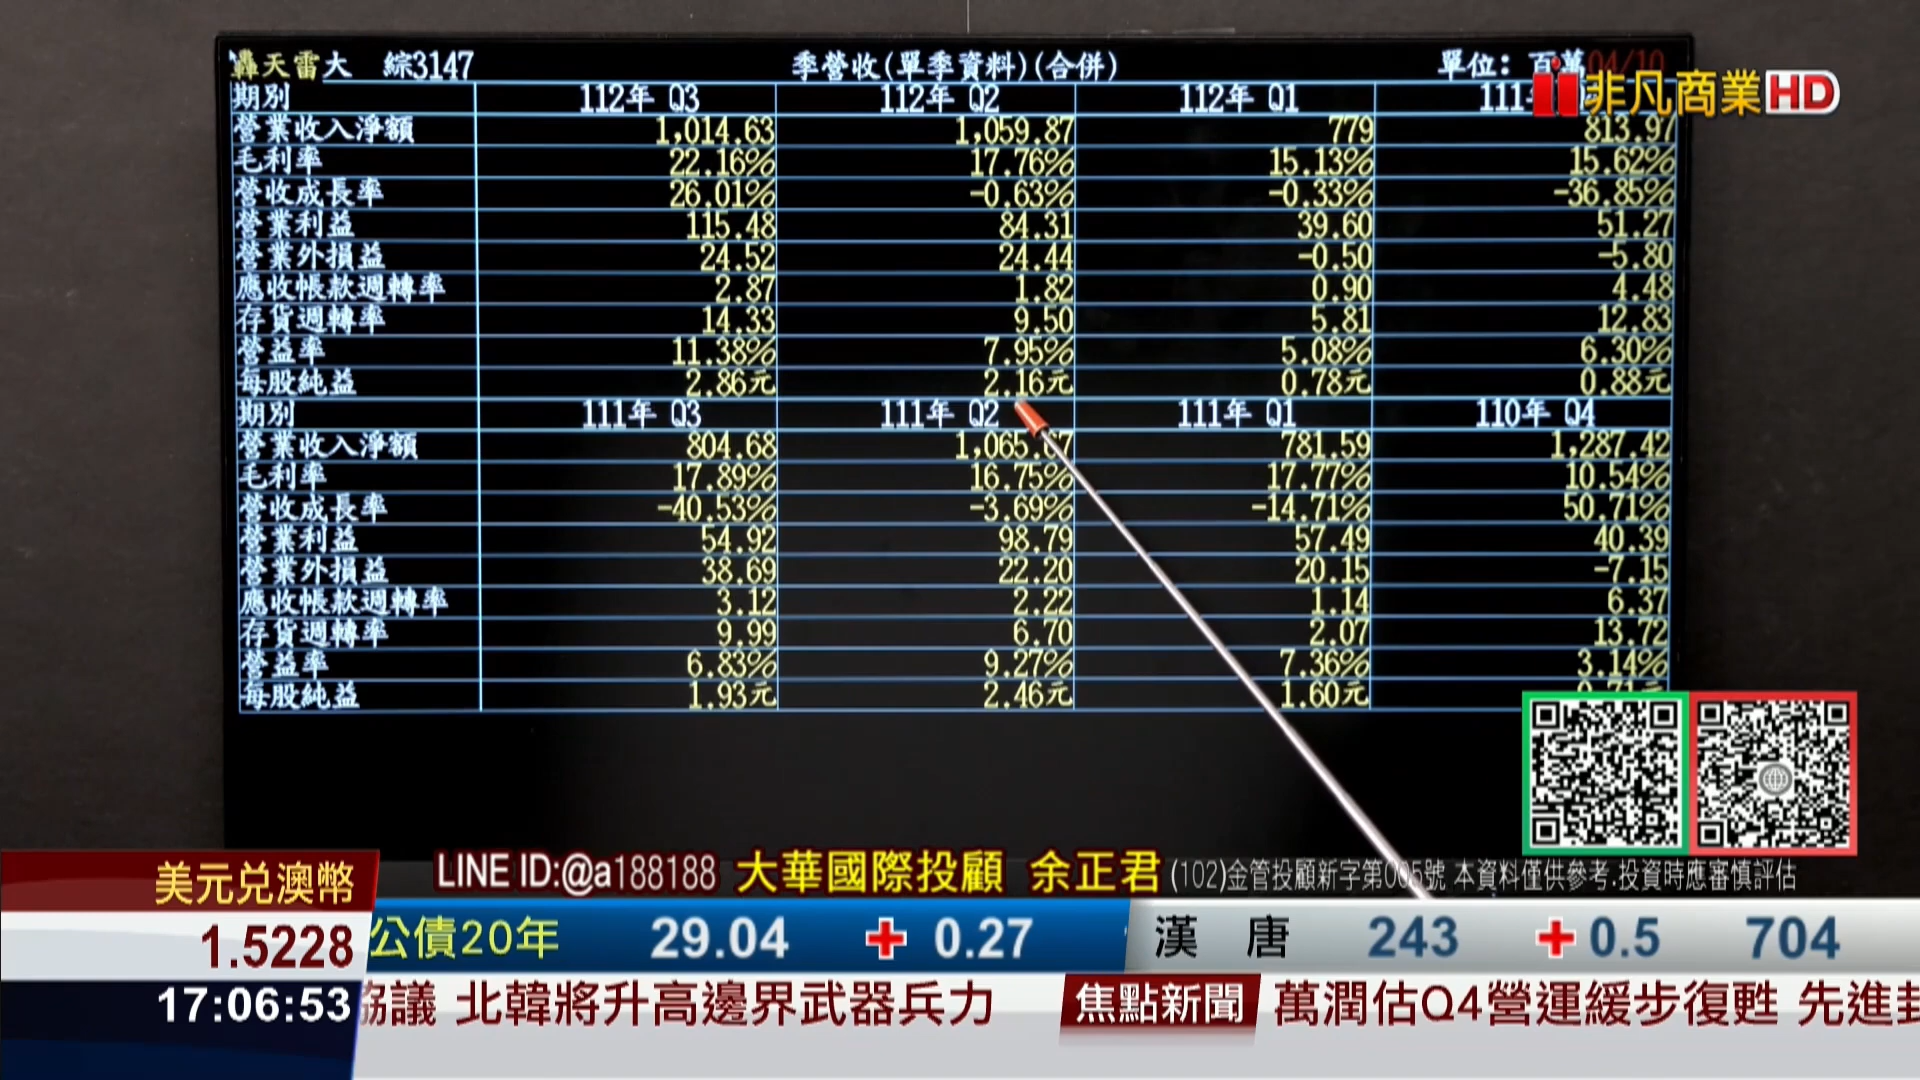 轟天雷大 綜3147 季營收(單季資料)(合併) 單位: 百萬 04/10
非凡商業HD
期別 112年 Q3 112年 Q2 112年 Q1 111
營業收入淨額 1,014.63 1,059.87 779 813.97
毛利率 22.16% 17.76% 15.13% 15.62%
營收成長率 26.01% -0.63% -0.33% -36.85%
營業利益 115.48 84.31 39.60 51.27
營業外損益 24.52 24.44 -0.50 -5.80
應收帳款週轉率 2.87 1.82 0.90 4.48
存貨週轉率 14.33 9.50 5.81 12.83
營益率 11.38% 7.95% 5.08% 6.30%
每股純益 2.86元 2.16元 0.78元 0.88元
期別 111年 Q3 111年 Q2 111年 Q1 110年 Q4
營業收入淨額 804.68 781.59 1,287.42
毛利率 17.89% 16.75% 17.77% 10.54%
營收成長率 -40.53% -3.69% -14.71% 50.71%
營業利益 54.92 98.79 57.49 40.39
營業外損益 38.69 22.20 20.15 -7.15
應收帳款週轉率 3.12 2.22 1.14 6.37
存貨週轉率 9.99 6.70 2.07 13.72
營益率 6.83% 9.27% 7.36% 3.14%
每股純益 1.93元 2.46元 1.60元
LINE ID:@a188188 大華國際投顧 余正君 (102)金管投顧新字第005號 本資料僅供參考.投資時應審慎評估
美元兌澳幣
1.5228
公債20年 29.04 + 0.27 漢唐 243 + 0.5 704
17:06:53
協議 北韓將升高邊界武器兵力 焦點新聞 萬潤估Q4營運緩步復甦 先進封